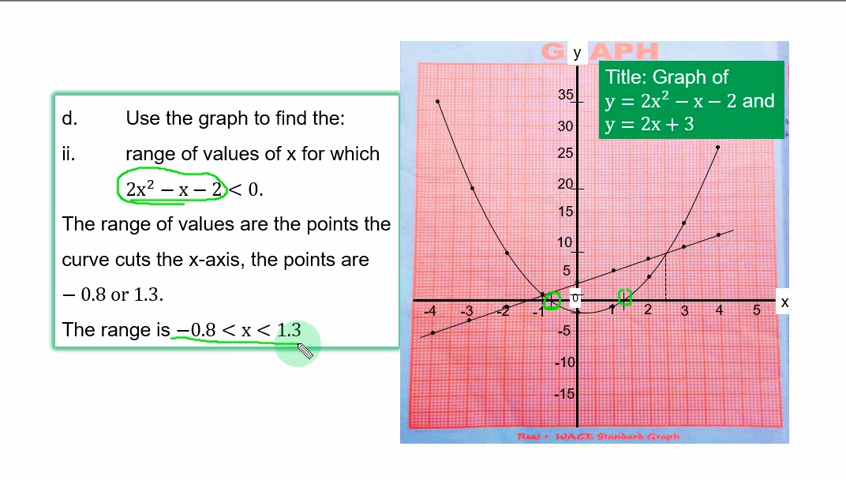 GRAPH
y
Title: Graph of
y = 2x² − x − 2 and
y = 2x + 3
d. Use the graph to find the:
ii. range of values of x for which
2x² − x − 2 < 0.
The range of values are the points the
curve cuts the x-axis, the points are
− 0.8 or 1.3.
The range is −0.8 < x < 1.3
35
30
25
20
15
10
5
0
-4 -3 -2 -1 1 2 3 4 5 x
-5
-10
-15
Real + WACE Standard Graph